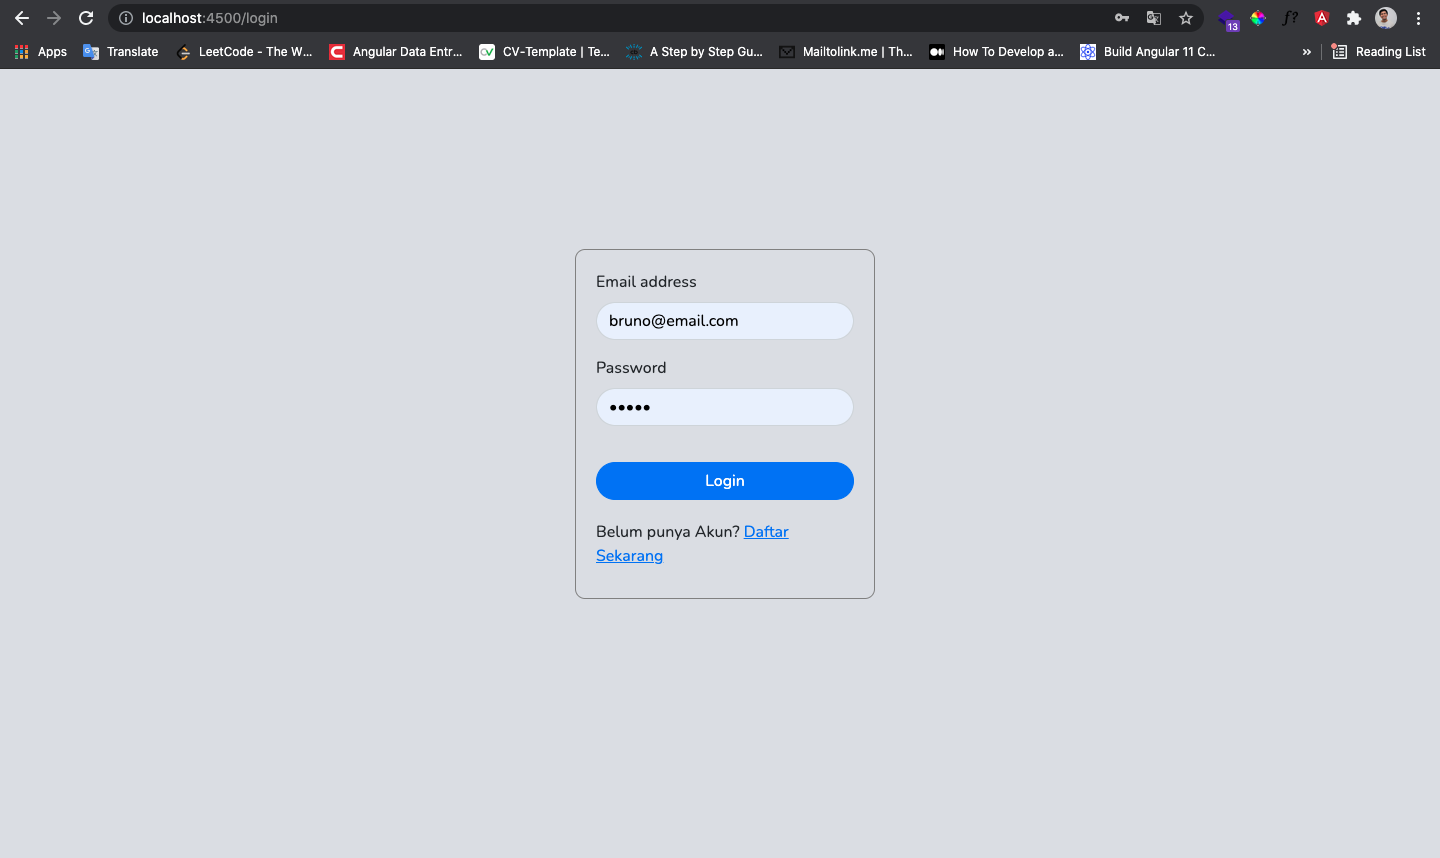 localhost:4500/login
13
f?
Apps
Translate
LeetCode - The W...
Angular Data Entr...
CV-Template | Te...
A Step by Step Gu...
Mailtolink.me | Th...
How To Develop a...
Build Angular 11 C...
»
Reading List
Email address
bruno@email.com
Password
•••••
Login
Belum punya Akun? Daftar
Sekarang